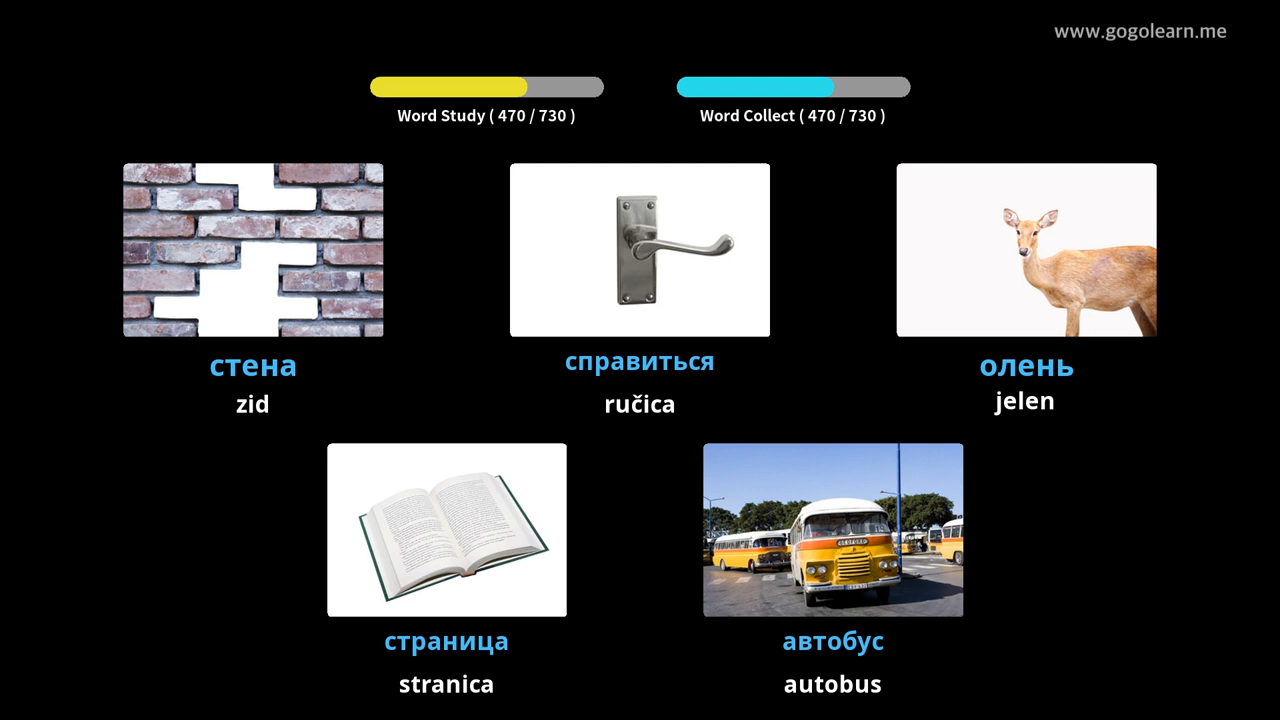 www.gogolearn.me
Word Study ( 470 / 730 )
Word Collect ( 470 / 730 )
стена
справиться
олень
zid
ručica
jelen
BEDFORD
страница
автобус
stranica
autobus